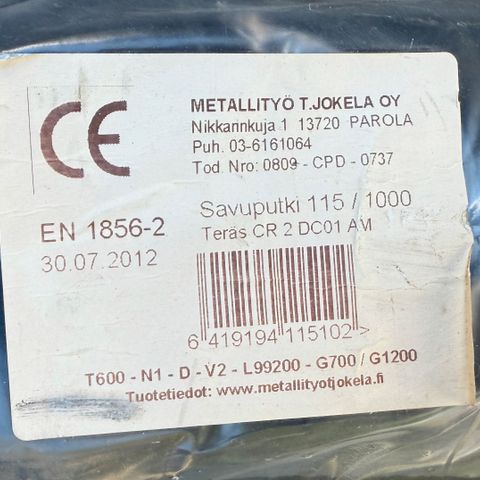 CE
METALLITYÖ T.JOKELA OY
Nikkarinkuja 1 13720 PAROLA
Puh. 03-6161064
Tod. Nro: 0809 - CPD - 0737
EN 1856-2
30.07.2012
Savuputki 115 / 1000
Teräs CR 2 DC01 AM
6 419194 115102 >
T600 - N1 - D - V2 - L99200 - G700 / G1200
Tuotetiedot: www.metallityotjokela.fi